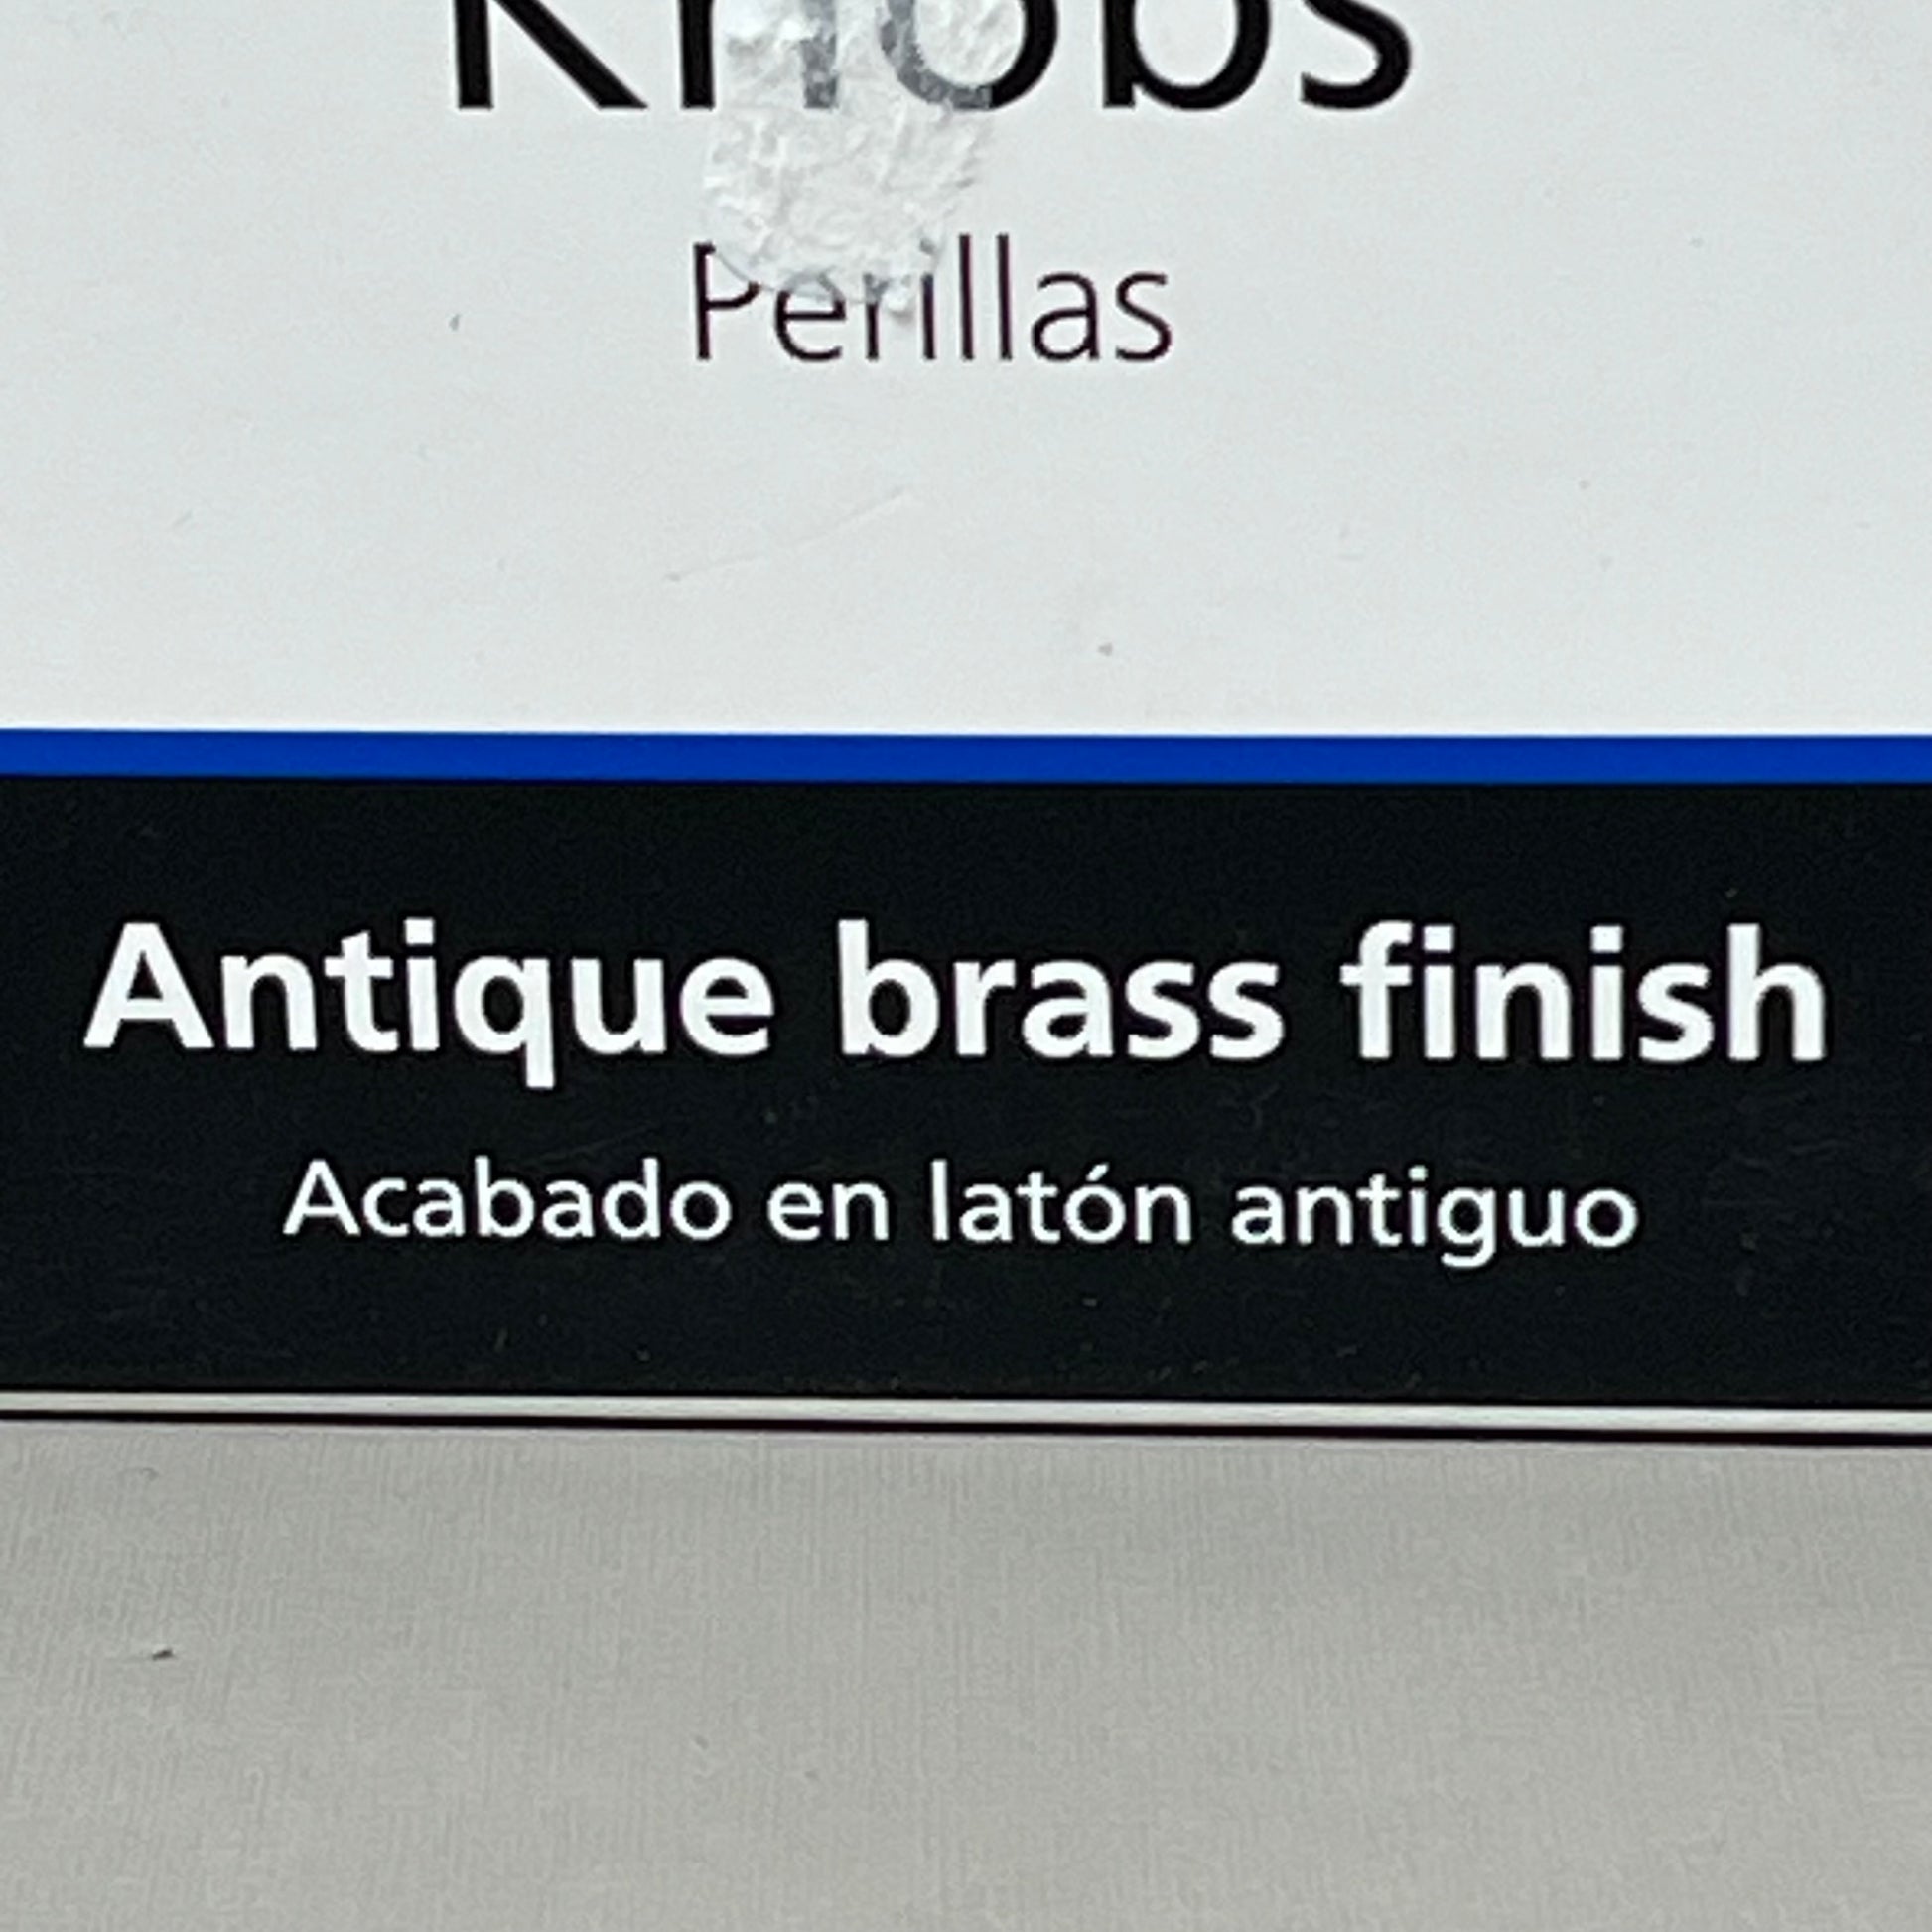 Knobs
Perillas
Antique brass finish
Acabado en latón antiguo